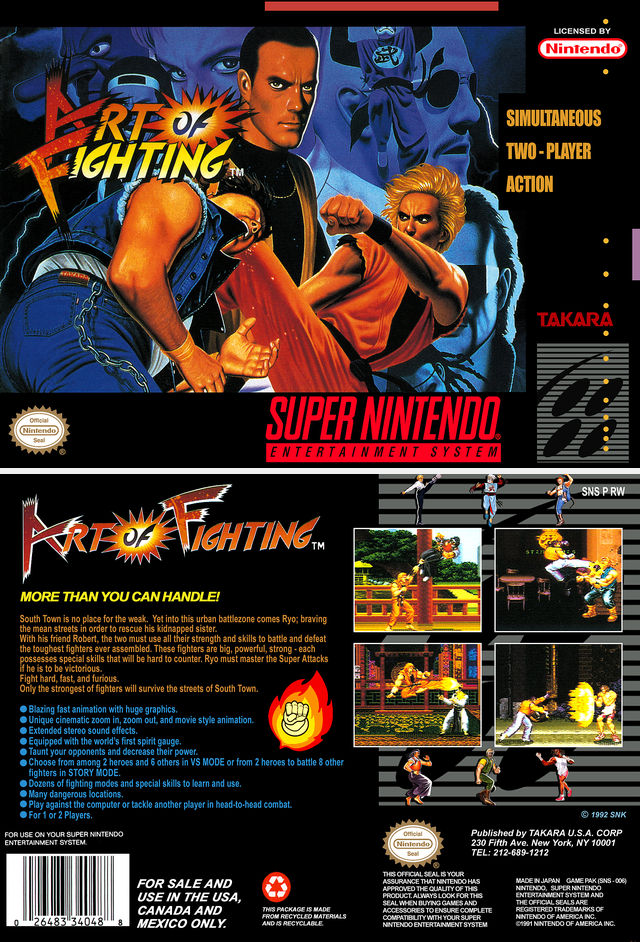 LICENSED BY
Nintendo
ART OF
FIGHTING™
SIMULTANEOUS
TWO-PLAYER
ACTION
TAKARA
Official
Nintendo
Seal
®
SUPER NINTENDO®
ENTERTAINMENT SYSTEM
SNS P RW
ART OF FIGHTING™
MORE THAN YOU CAN HANDLE!
South Town is no place for the weak. Yet into this urban battlezone comes Ryo; braving
the mean streets in order to rescue his kidnapped sister.
With his friend Robert, the two must use all their strength and skills to battle and defeat
the toughest fighters ever assembled. These fighters are big, powerful, strong - each
possesses special skills that will be hard to counter. Ryo must master the Super Attacks
if he is to be victorious.
Fight hard, fast, and furious.
Only the strongest of fighters will survive the streets of South Town.
● Blazing fast animation with huge graphics.
● Unique cinematic zoom in, zoom out, and movie style animation.
● Extended stereo sound effects.
● Equipped with the world's first spirit gauge.
● Taunt your opponents and decrease their power.
● Choose from among 2 heroes and 6 others in VS MODE or from 2 heroes to battle 8 other
fighters in STORY MODE.
● Dozens of fighting modes and special skills to learn and use.
● Many dangerous locations.
● Play against the computer or tackle another player in head-to-head combat.
● For 1 or 2 Players.
© 1992 SNK
FOR USE ON YOUR SUPER NINTENDO
ENTERTAINMENT SYSTEM.
Official
Nintendo
Seal
®
Published by TAKARA U.S.A. CORP
230 Fifth Ave. New York, NY 10001
TEL: 212-689-1212
0 26483 34048 8
FOR SALE AND
USE IN THE USA,
CANADA AND
MEXICO ONLY.
THIS PACKAGE IS MADE
FROM RECYCLED MATERIALS
AND IS RECYCLABLE.
THIS OFFICIAL SEAL IS YOUR
ASSURANCE THAT NINTENDO HAS
APPROVED THE QUALITY OF THIS
PRODUCT. ALWAYS LOOK FOR THIS
SEAL WHEN BUYING GAMES AND
ACCESSORIES TO ENSURE COMPLETE
COMPATIBILITY WITH YOUR SUPER
NINTENDO ENTERTAINMENT SYSTEM
MADE IN JAPAN GAME PAK (SNS - 006)
NINTENDO, SUPER NINTENDO
ENTERTAINMENT SYSTEM AND
THE OFFICIAL SEALS ARE
REGISTERED TRADEMARKS OF
NINTENDO OF AMERICA INC.
©1991 NINTENDO OF AMERICA INC.